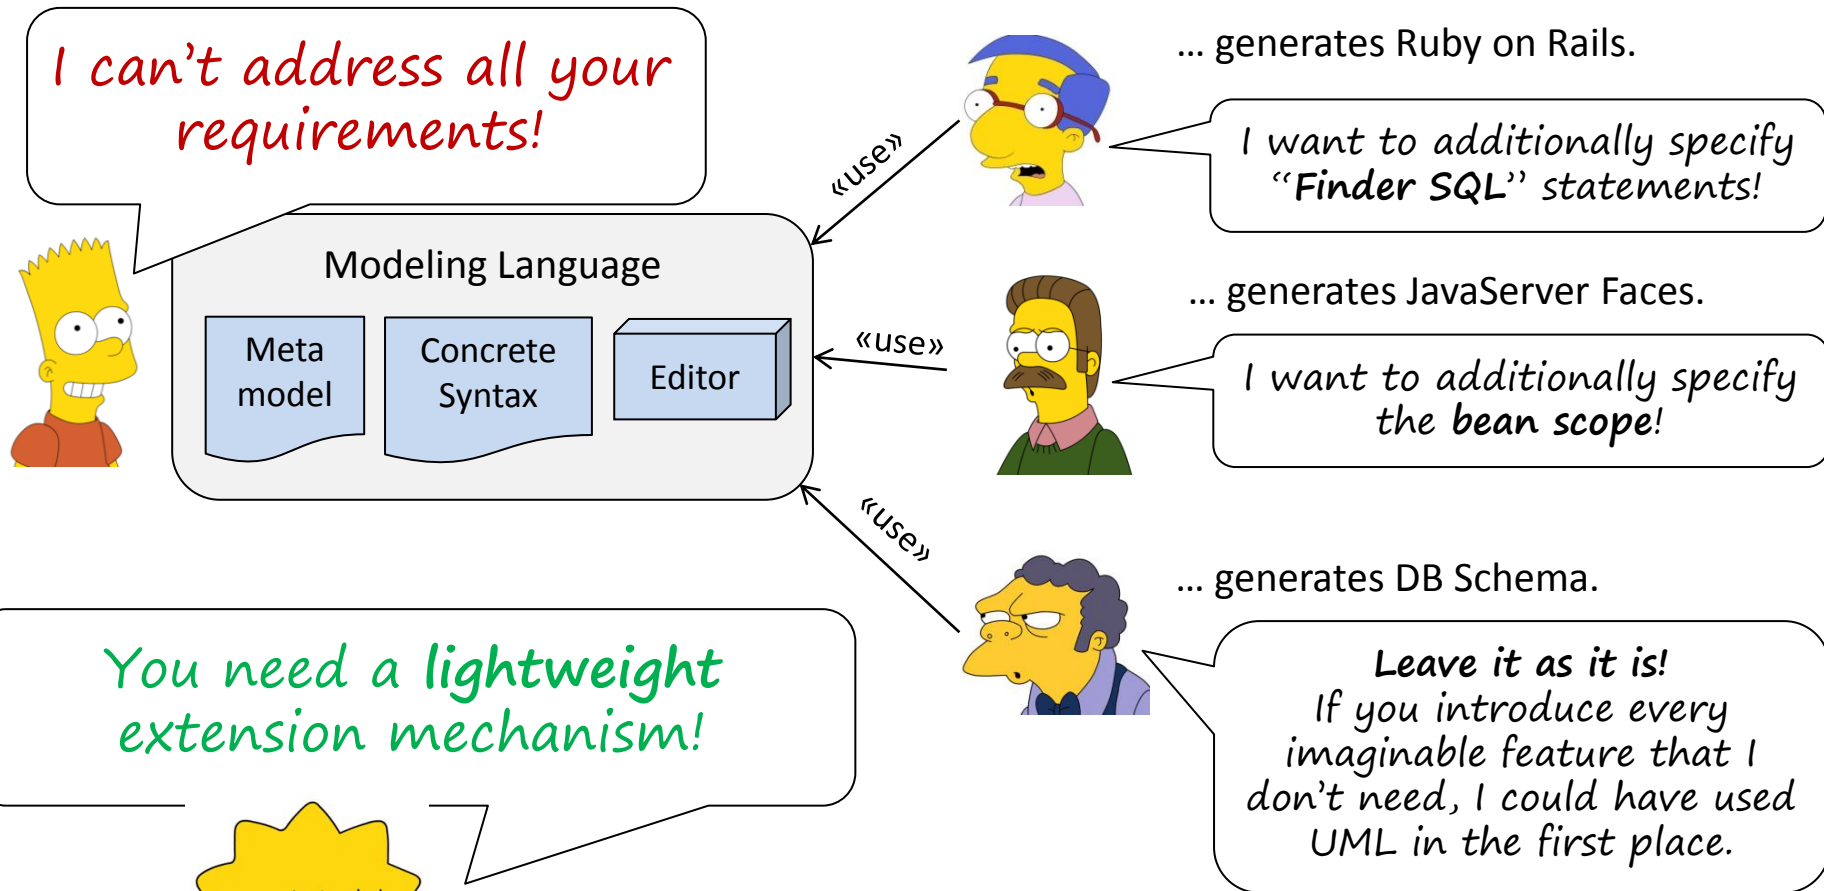 I can't address all your
requirements!
Modeling Language
Meta
model
Concrete
Syntax
Editor
«use»
«use»
«use»
... generates Ruby on Rails.
I want to additionally specify
“Finder SQL” statements!
... generates JavaServer Faces.
I want to additionally specify
the bean scope!
... generates DB Schema.
Leave it as it is!
If you introduce every
imaginable feature that I
don't need, I could have used
UML in the first place.
You need a lightweight
extension mechanism!